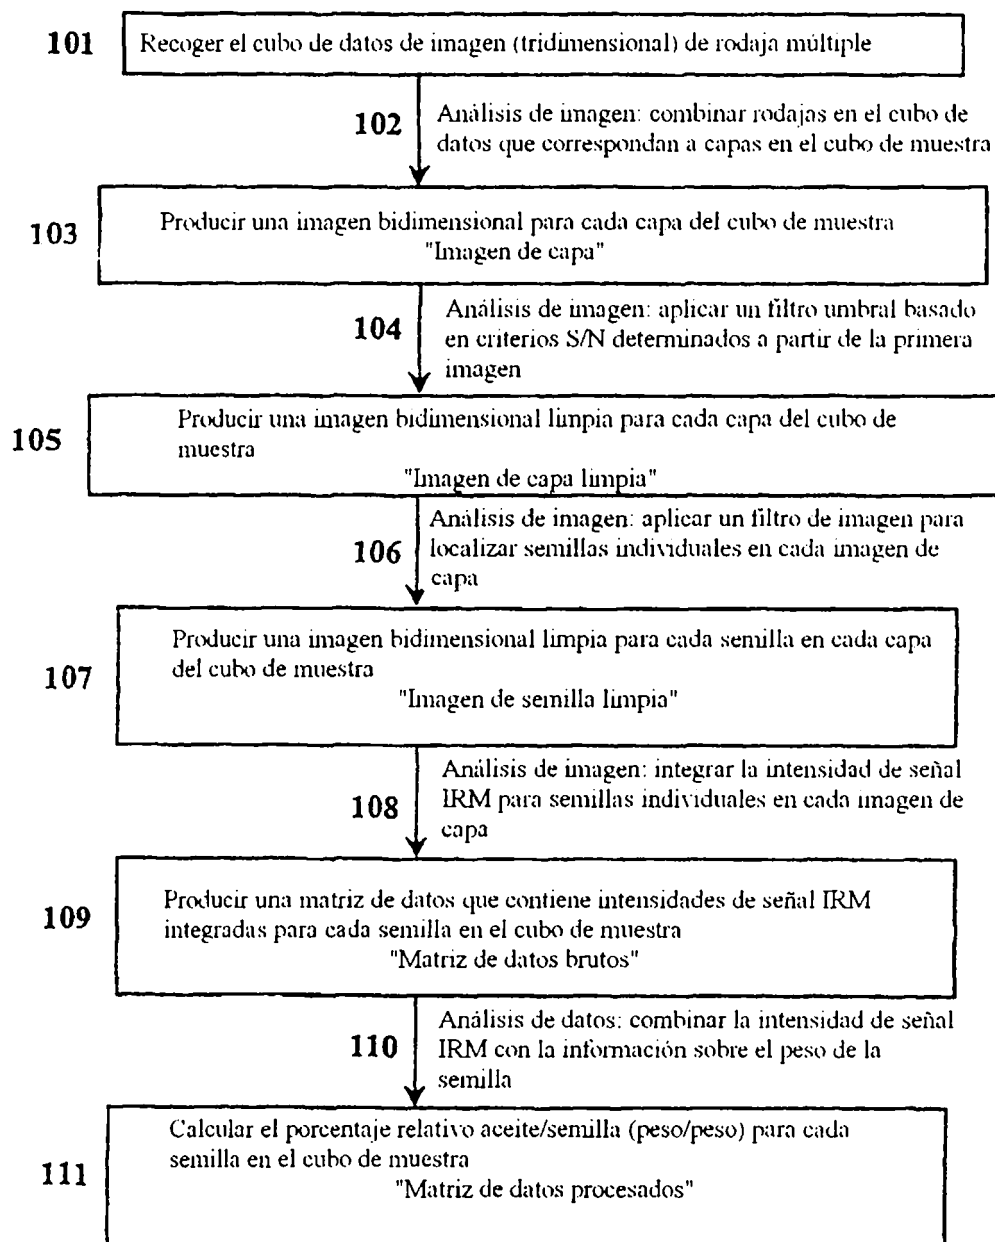 101 Recoger el cubo de datos de imagen (tridimensional) de rodaja múltiple
102 Análisis de imagen: combinar rodajas en el cubo de
datos que correspondan a capas en el cubo de muestra
103 Producir una imagen bidimensional para cada capa del cubo de muestra
"Imagen de capa"
104 Análisis de imagen: aplicar un filtro umbral basado
en criterios S/N determinados a partir de la primera
imagen
105 Producir una imagen bidimensional limpia para cada capa del cubo de
muestra
"Imagen de capa limpia"
106 Análisis de imagen: aplicar un filtro de imagen para
localizar semillas individuales en cada imagen de
capa
107 Producir una imagen bidimensional limpia para cada semilla en cada capa
del cubo de muestra
"Imagen de semilla limpia"
108 Análisis de imagen: integrar la intensidad de señal
IRM para semillas individuales en cada imagen de
capa
109 Producir una matriz de datos que contiene intensidades de señal IRM
integradas para cada semilla en el cubo de muestra
"Matriz de datos brutos"
110 Análisis de datos: combinar la intensidad de señal
IRM con la información sobre el peso de la
semilla
111 Calcular el porcentaje relativo aceite/semilla (peso/peso) para cada
semilla en el cubo de muestra
"Matriz de datos procesados"